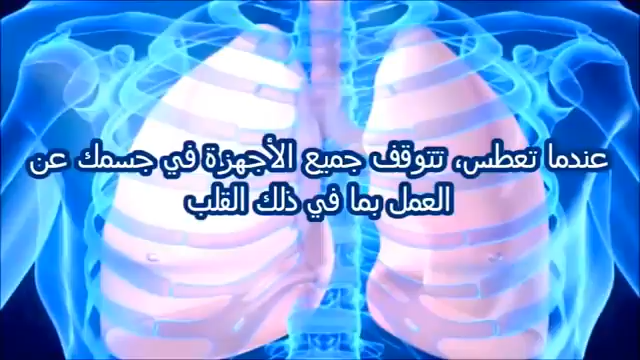 عندما تعطس، تتوقف جميع الأجهزة في جسمك عن
العمل بما في ذلك القلب